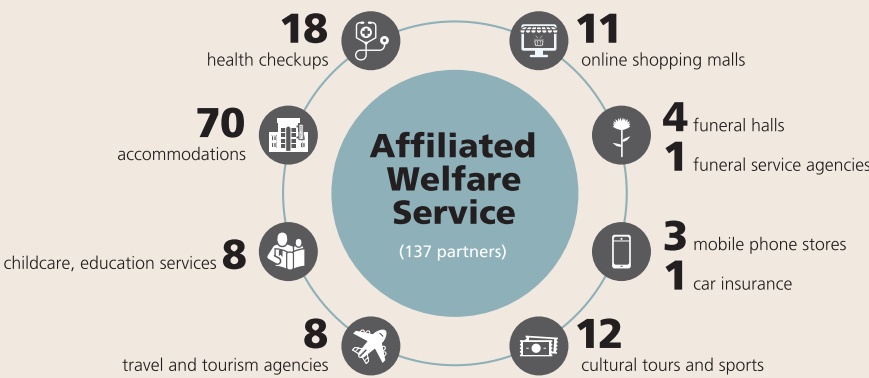 18
health checkups
11
online shopping malls
70
accommodations
4 funeral halls
1 funeral service agencies
Affiliated
Welfare
Service
(137 partners)
childcare, education services 8
3 mobile phone stores
1 car insurance
8
travel and tourism agencies
12
cultural tours and sports